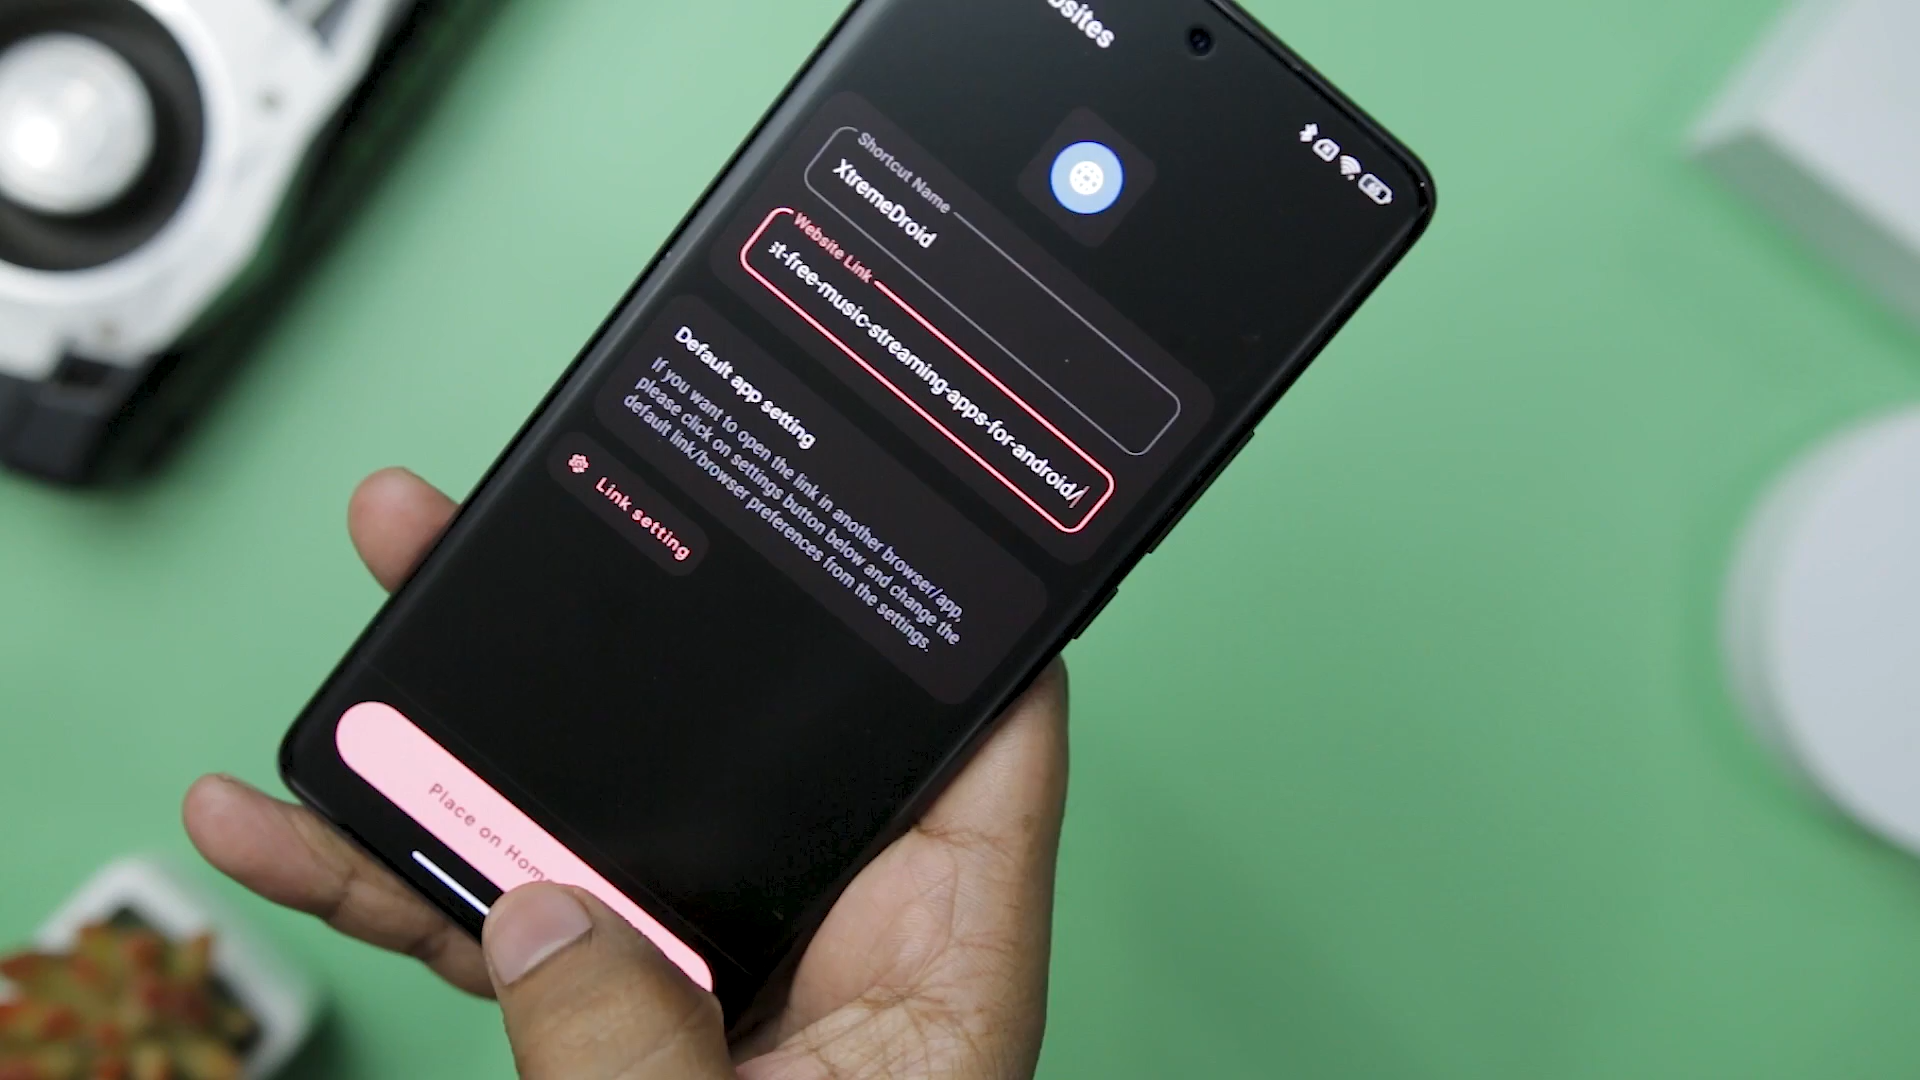 bsites
Shortcut Name
XtremeDroid
Website Link
st-free-music-streaming-apps-for-android/
Default app setting
If you want to open the link in another browser/app,
please click on settings button below and change the
default link/browser preferences from the settings.
Link setting
Place on Home